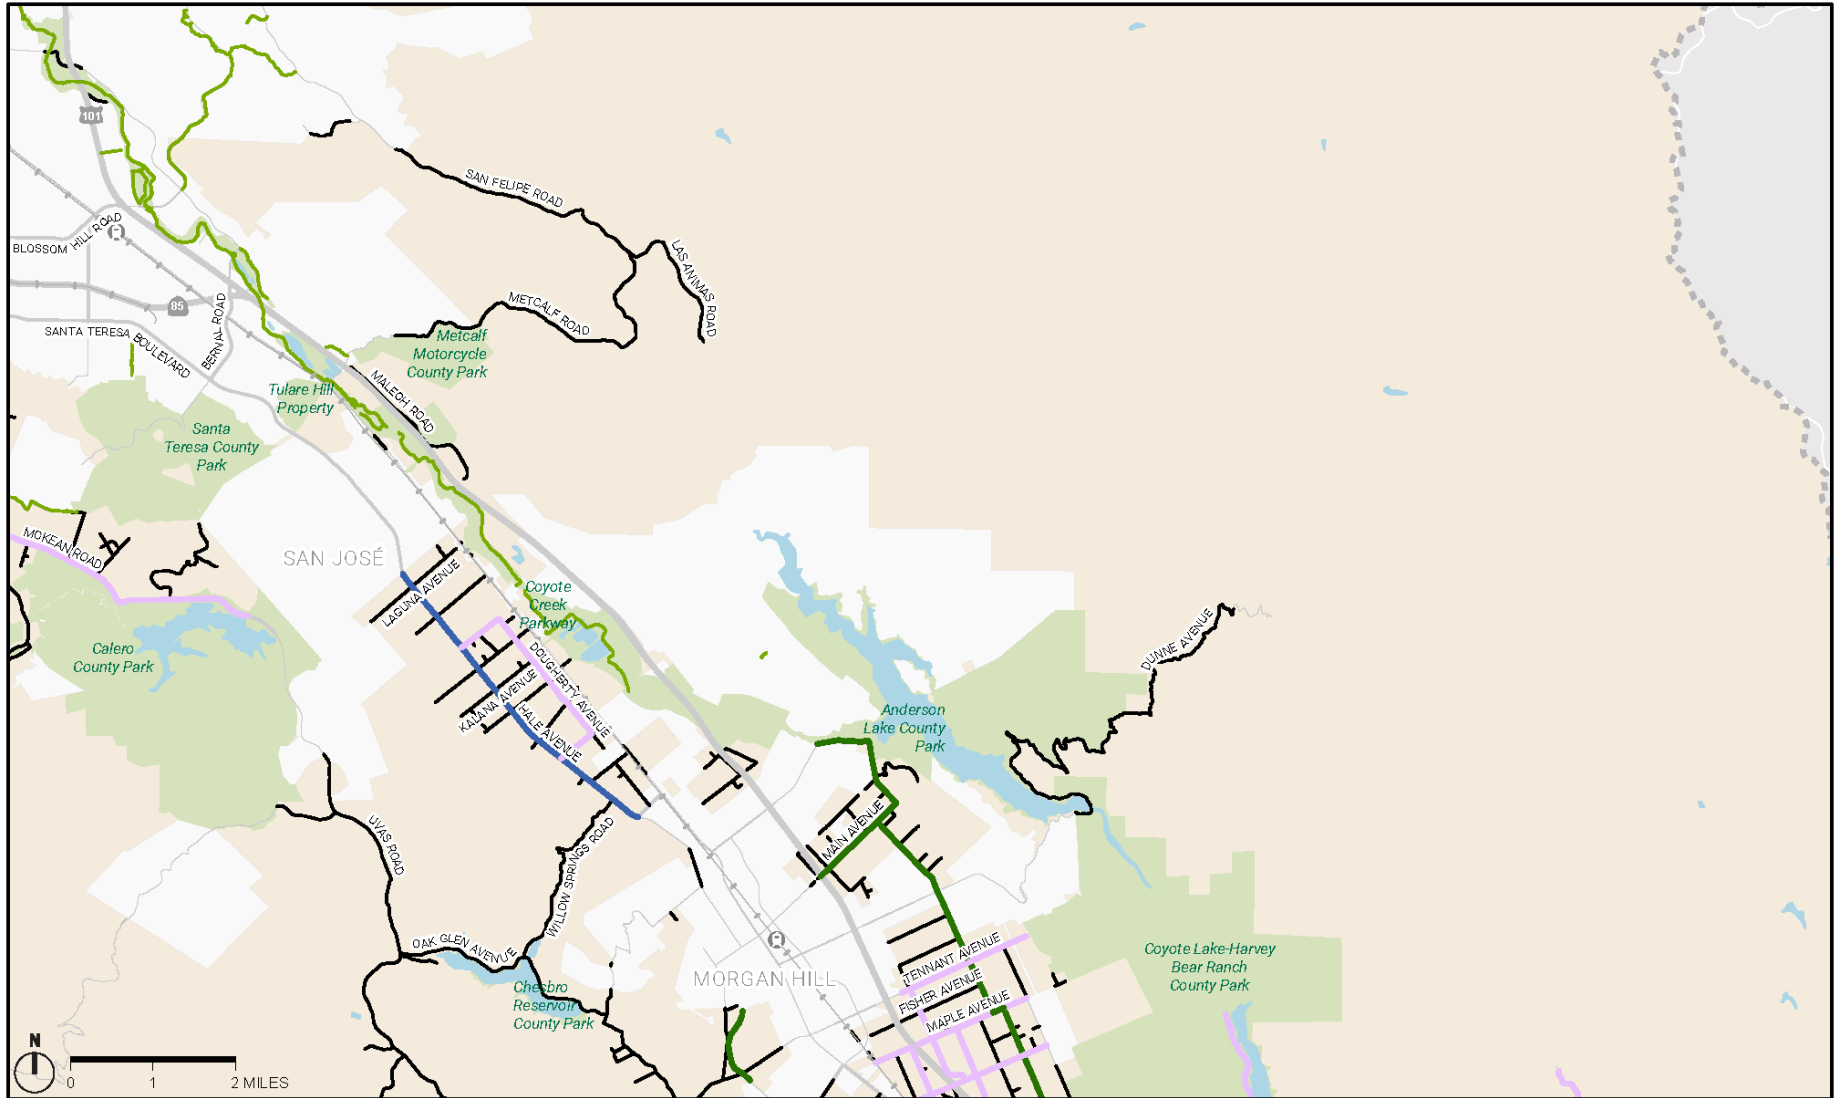 101
SAN FELIPE ROAD
BLOSSOM HILL ROAD
LAS ANIMAS ROAD
85
BERNAL ROAD
METCALF ROAD
SANTA TERESA BOULEVARD
Metcalf
Motorcycle
County Park
MALECH ROAD
Tulare Hill
Property
Santa
Teresa County
Park
MCKEAN ROAD
SAN JOSÉ
LAGUNA AVENUE
Coyote
Creek
Parkway
DUNNE AVENUE
Calero
County Park
DOUGHERTY AVENUE
KALANA AVENUE
HALE AVENUE
Anderson
Lake County
Park
UVAS ROAD
MAIN AVENUE
WILLOW SPRINGS ROAD
OAK GLEN AVENUE
TENNANT AVENUE
Coyote Lake-Harvey
Bear Ranch
County Park
MORGAN HILL
FISHER AVENUE
Chesbro
Reservoir
County Park
MAPLE AVENUE
N
0 1 2 MILES